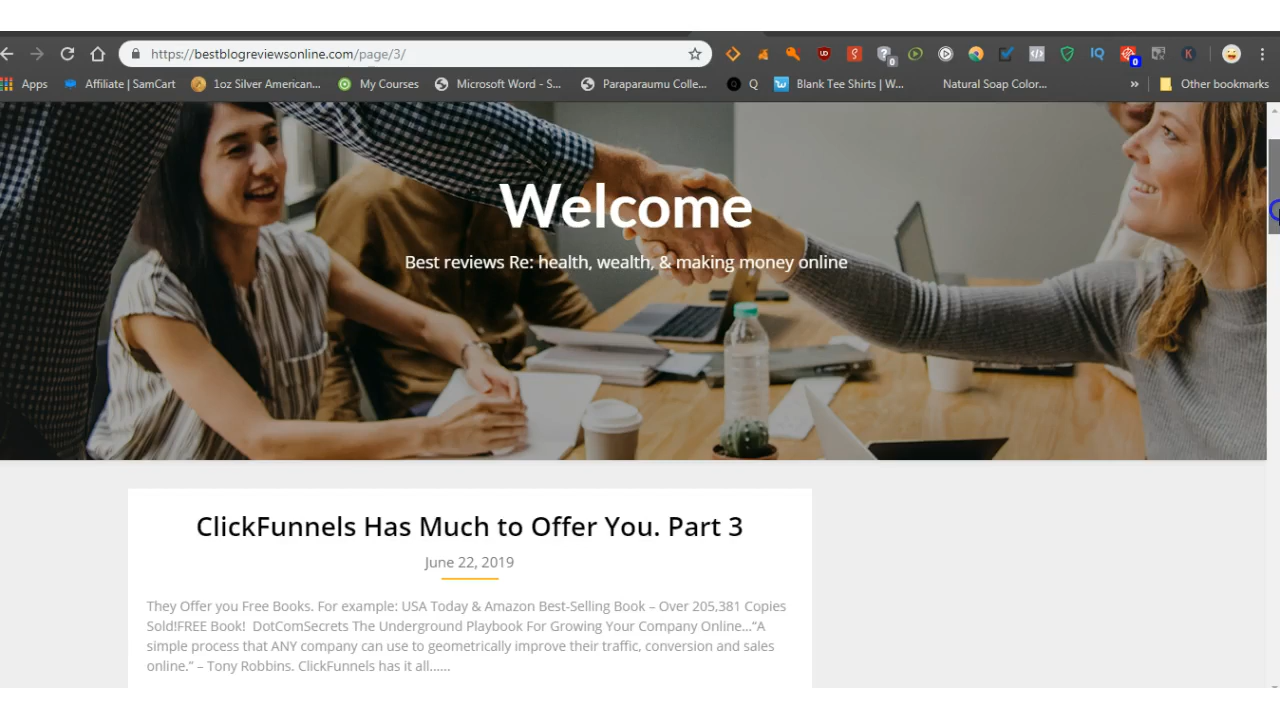 https://bestblogreviewsonline.com/page/3/
Apps Affiliate | SamCart 1oz Silver American... My Courses Microsoft Word - S... Paraparaumu Colle... Q Blank Tee Shirts | W... Natural Soap Color... » Other bookmarks
Welcome
Best reviews Re: health, wealth, & making money online
ClickFunnels Has Much to Offer You. Part 3
June 22, 2019
They Offer you Free Books. For example: USA Today & Amazon Best-Selling Book – Over 205,381 Copies
Sold!FREE Book!  DotComSecrets The Underground Playbook For Growing Your Company Online...“A
simple process that ANY company can use to geometrically improve their traffic, conversion and sales
online.” – Tony Robbins. ClickFunnels has it all......